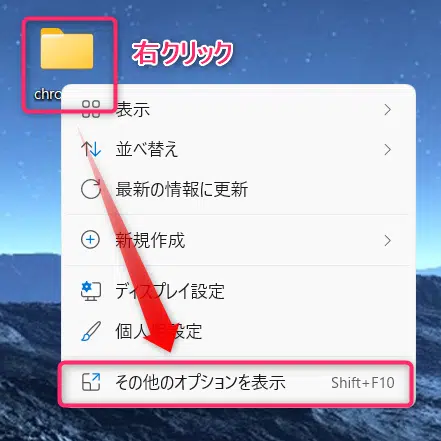 右クリック
chro
表示
並べ替え
最新の情報に更新
新規作成
ディスプレイ設定
個人用設定
その他のオプションを表示 Shift+F10